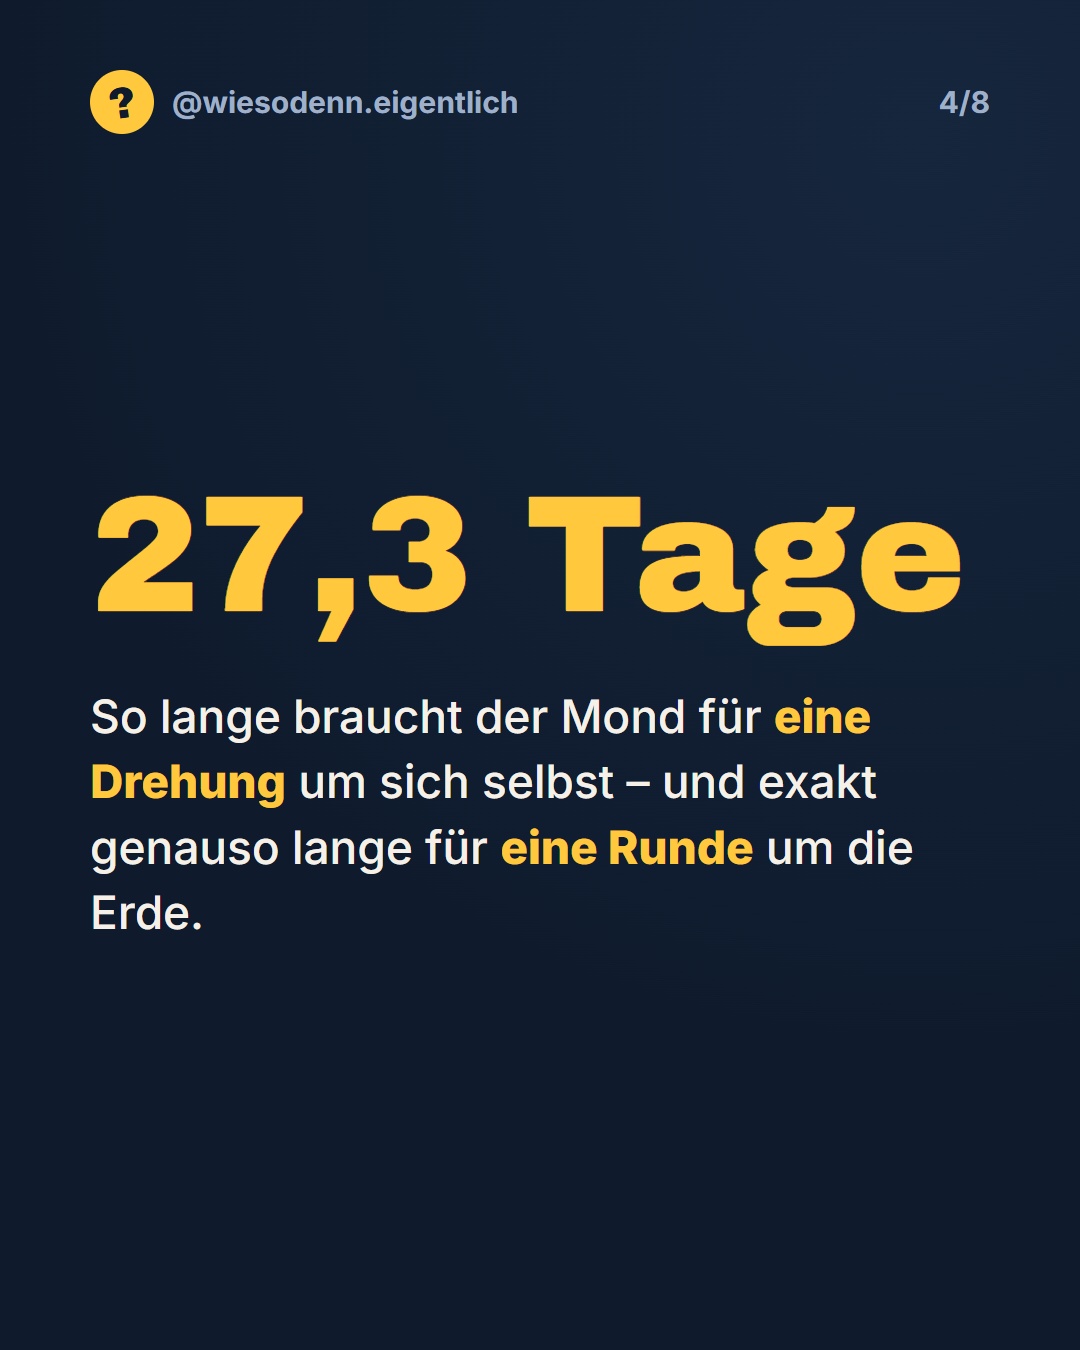 ?
@wiesodenn.eigentlich
4/8
27,3 Tage
So lange braucht der Mond für eine
Drehung um sich selbst – und exakt
genauso lange für eine Runde um die
Erde.